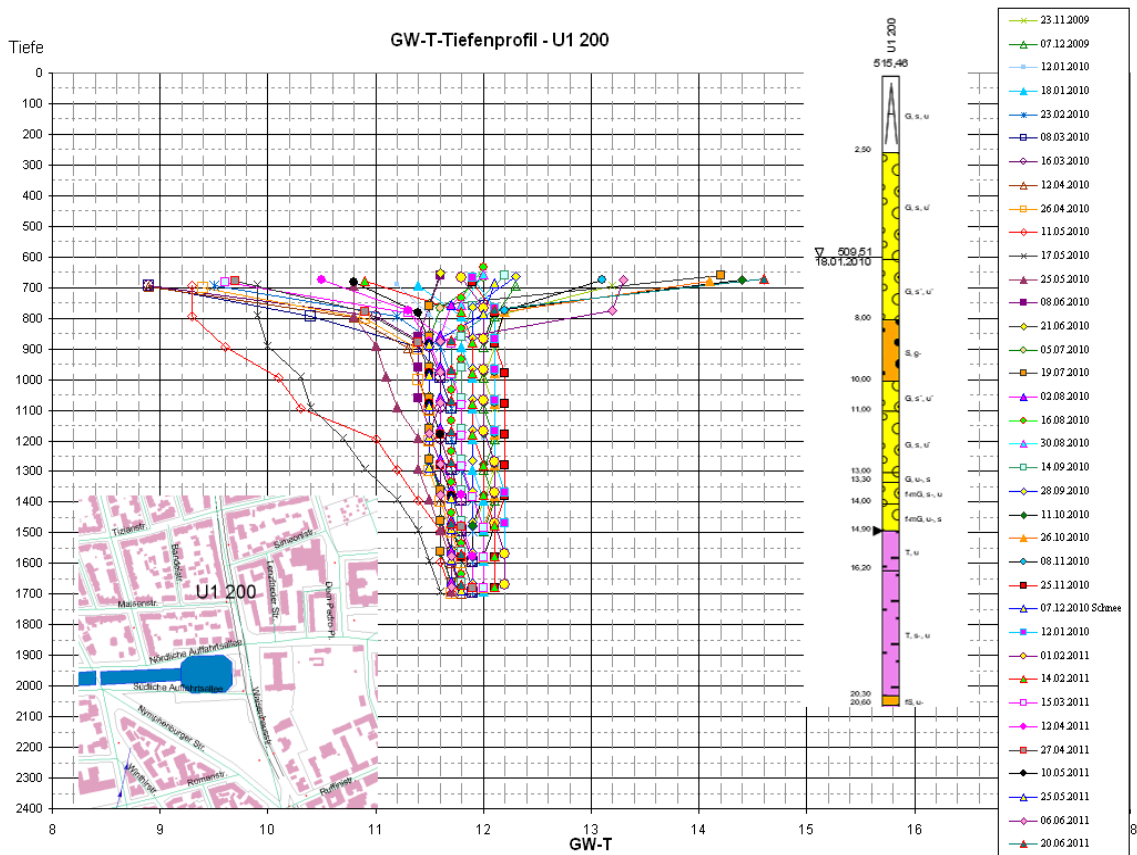 GW-T-Tiefenprofil - U1 200
Tiefe
0
100
200
300
400
500
600
700
800
900
1000
1100
1200
1300
1400
1500
1600
1700
1800
1900
2000
2100
2200
2300
2400
8
9
10
11
12
13
14
15
16
8
GW-T
Tizianstr.
Bandelstr.
Simeonistr.
U1 200
Lenzfrieder Str.
Dom Pedro Pl.
Maisenstr.
Nördliche Auffahrtsallee
Südliche Auffahrtsallee
Waisenhausstr.
Nymphenburger Str.
Winthirstr.
Romanstr.
Ruffinistr.
U1 200
515,46
G, s, u
2,50
G, s, u'
509,51
18.01.2010
G, s', u'
8,00
S, g-
10,00
G, s', u'
11,00
G, s, u'
13,00
13,30
G, u-, s
f-mG, s-, u
14,00
f-mG, u-, s
14,90
T, u
16,20
T, s-, u
20,30
20,60
fS, u-
23.11.2009
07.12.2009
12.01.2010
18.01.2010
23.02.2010
08.03.2010
16.03.2010
12.04.2010
26.04.2010
11.05.2010
17.05.2010
25.05.2010
08.06.2010
21.06.2010
05.07.2010
19.07.2010
02.08.2010
16.08.2010
30.08.2010
14.09.2010
28.09.2010
11.10.2010
26.10.2010
08.11.2010
25.11.2010
07.12.2010 Schnee
12.01.2010
01.02.2011
14.02.2011
15.03.2011
12.04.2011
27.04.2011
10.05.2011
25.05.2011
06.06.2011
20.06.2011